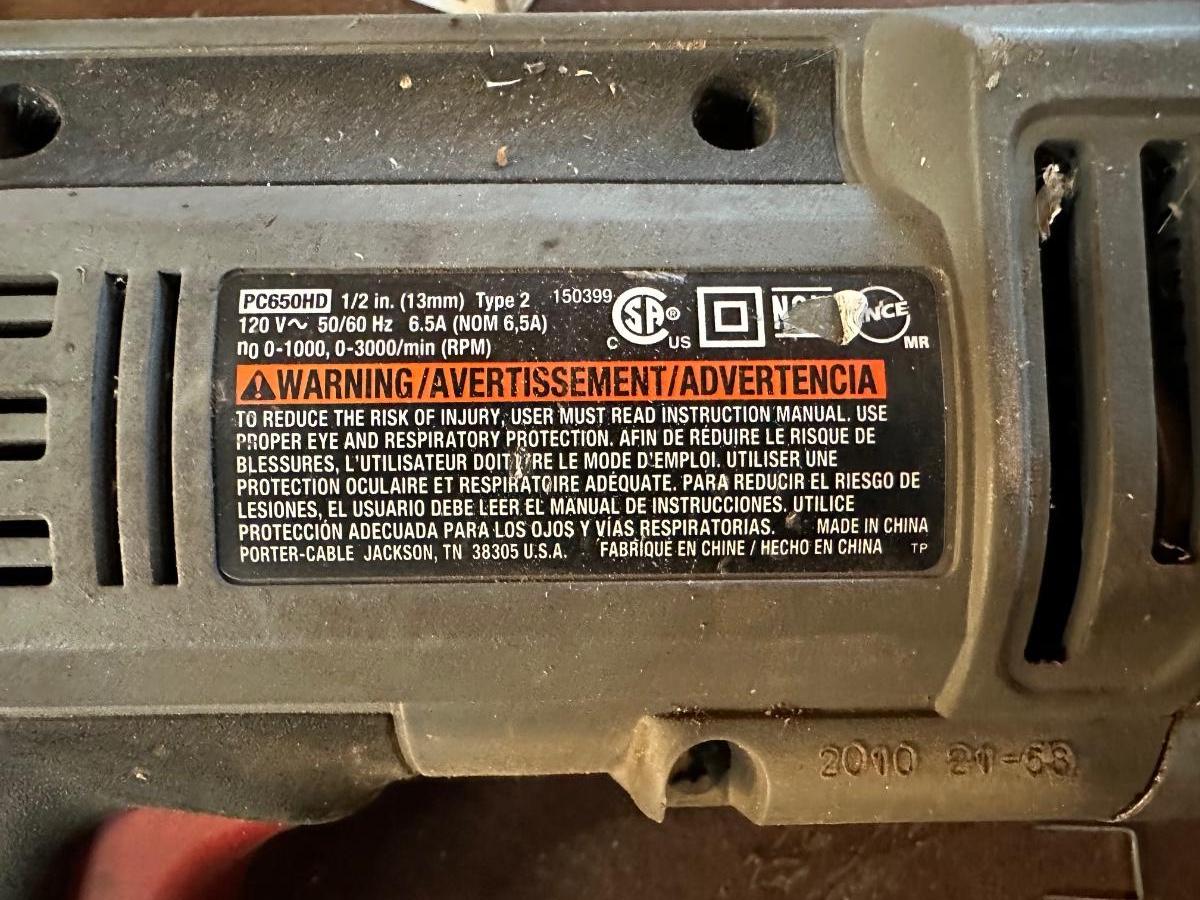 PC650HD 1/2 in. (13mm) Type 2 150399
120 V~ 50/60 Hz 6.5A (NOM 6,5A)
n0 0-1000, 0-3000/min (RPM)
C SA ® US
NCE
MR
WARNING/AVERTISSEMENT/ADVERTENCIA
TO REDUCE THE RISK OF INJURY, USER MUST READ INSTRUCTION MANUAL. USE
PROPER EYE AND RESPIRATORY PROTECTION. AFIN DE RÉDUIRE LE RISQUE DE
BLESSURES, L'UTILISATEUR DOIT LE MODE D'EMPLOI. UTILISER UNE
PROTECTION OCULAIRE ET RESPIRATOIRE ADÉQUATE. PARA REDUCIR EL RIESGO DE
LESIONES, EL USUARIO DEBE LEER EL MANUAL DE INSTRUCCIONES. UTILICE
PROTECCIÓN ADECUADA PARA LOS OJOS Y VÍAS RESPIRATORIAS. MADE IN CHINA
PORTER-CABLE JACKSON, TN 38305 U.S.A. FABRIQUÉ EN CHINE / HECHO EN CHINA TP
2010